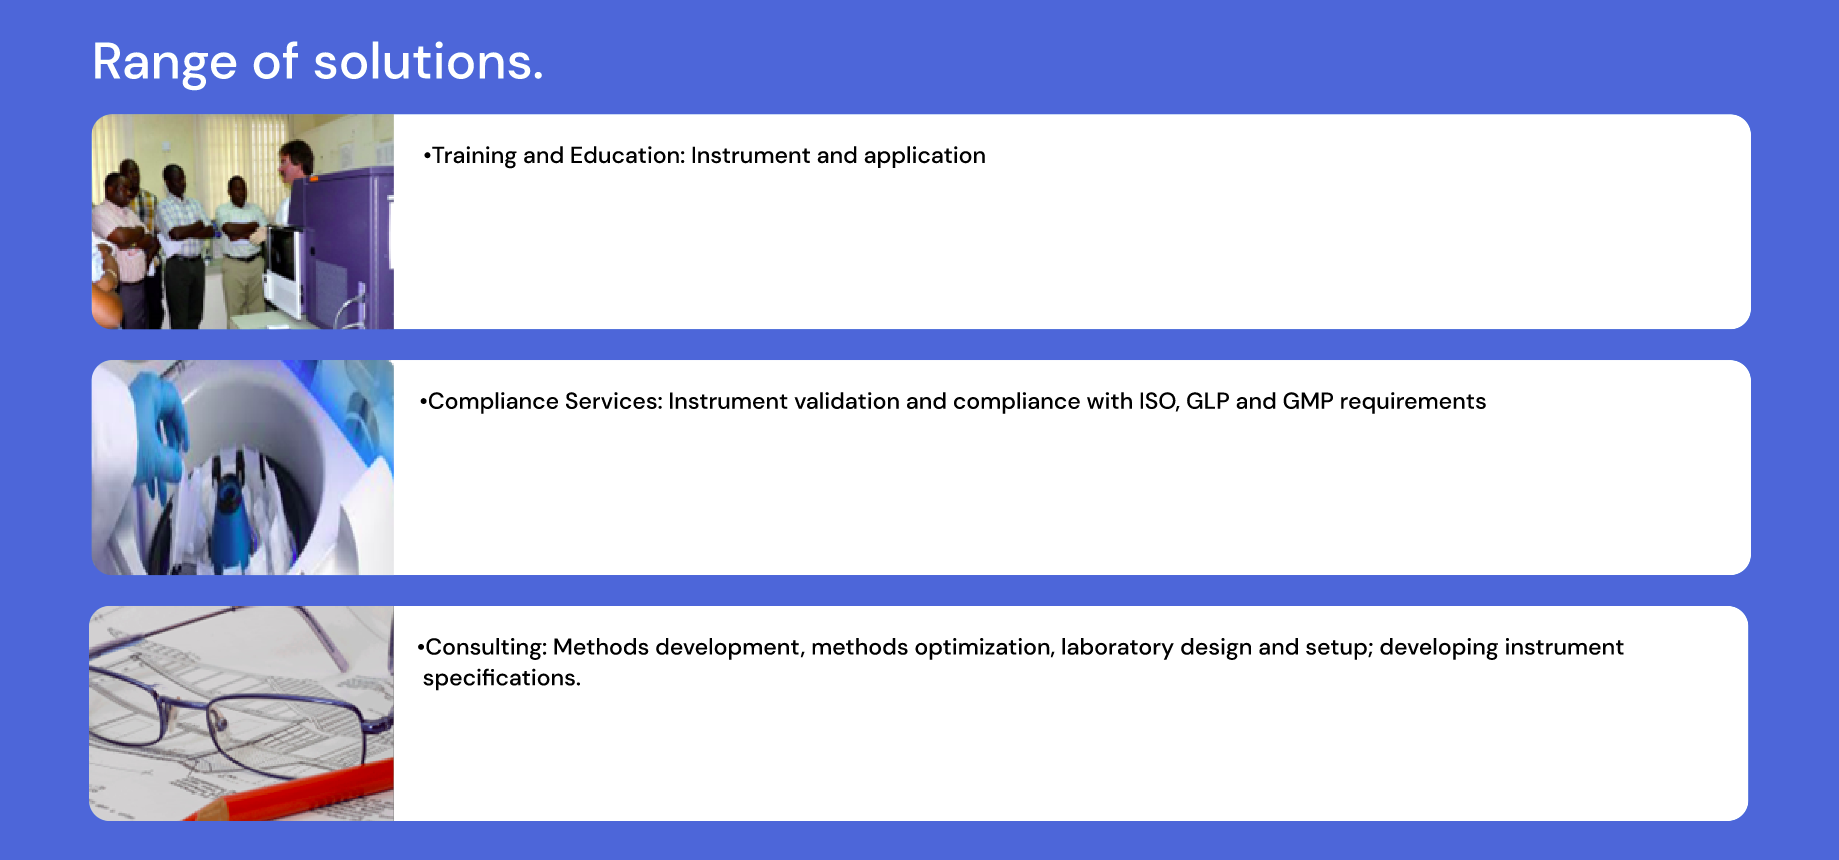 Range of solutions.
•Training and Education: Instrument and application
•Compliance Services: Instrument validation and compliance with ISO, GLP and GMP requirements
•Consulting: Methods development, methods optimization, laboratory design and setup; developing instrument
specifications.